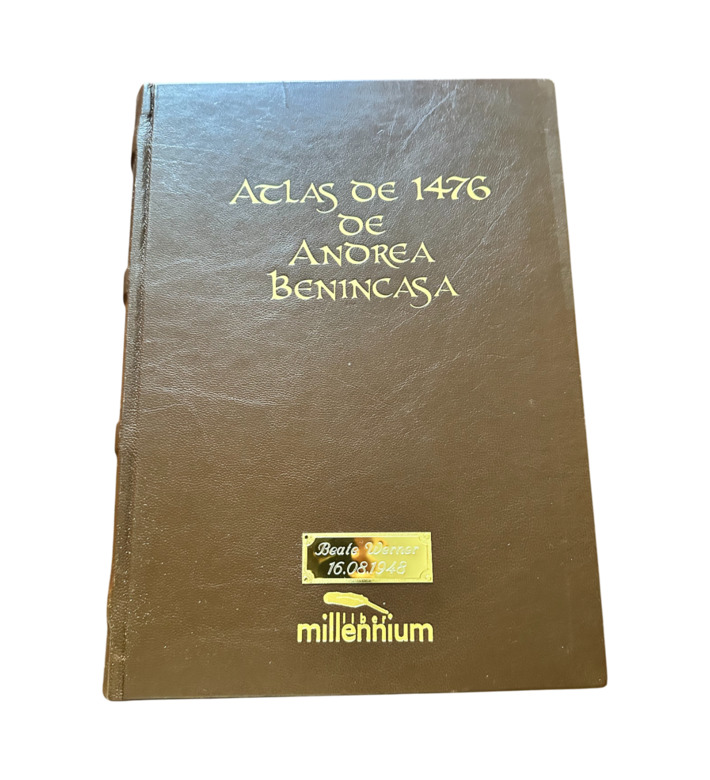 ATLAS DE 1476
DE
ANDREA
BENINCASA
Beate Werner
16.08.1948
liber
millennium